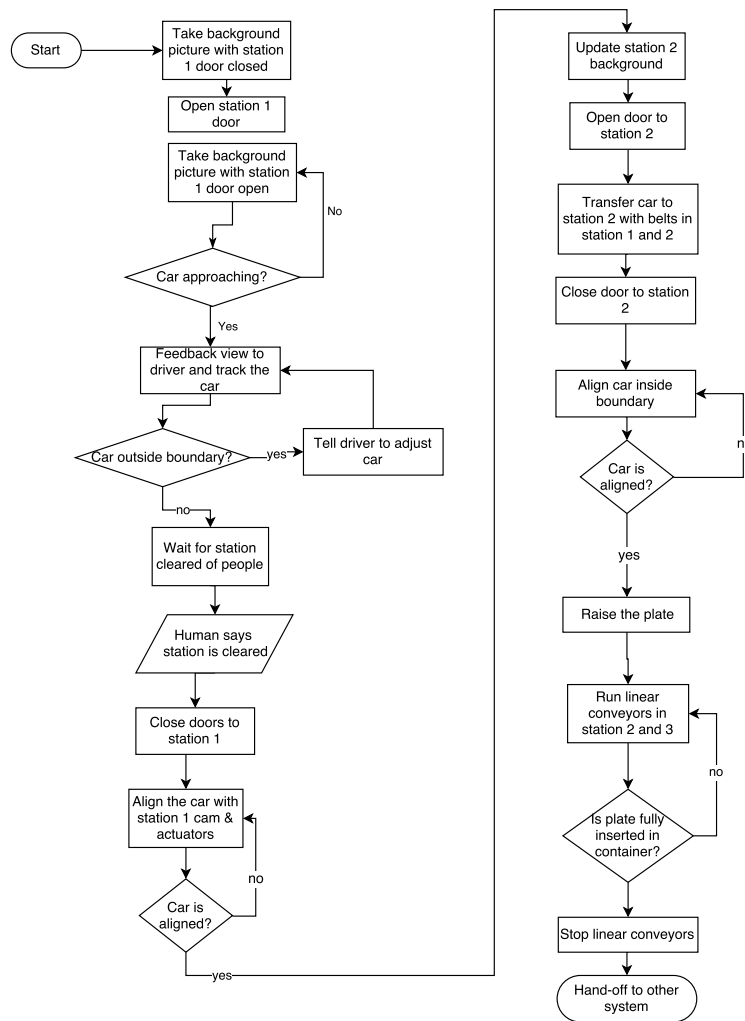 Start
Take background
picture with station
1 door closed
Open station 1
door
Take background
picture with station
1 door open
No
Car approaching?
Yes
Feedback view to
driver and track the
car
Car outside boundary?
yes
Tell driver to adjust
car
no
Wait for station
cleared of people
Human says
station is cleared
Close doors to
station 1
Align the car with
station 1 cam &
actuators
no
Car is
aligned?
yes
Update station 2
background
Open door to
station 2
Transfer car to
station 2 with belts in
station 1 and 2
Close door to station
2
Align car inside
boundary
n
Car is
aligned?
yes
Raise the plate
Run linear
conveyors in
station 2 and 3
no
Is plate fully
inserted in
container?
Stop linear conveyors
Hand-off to other
system